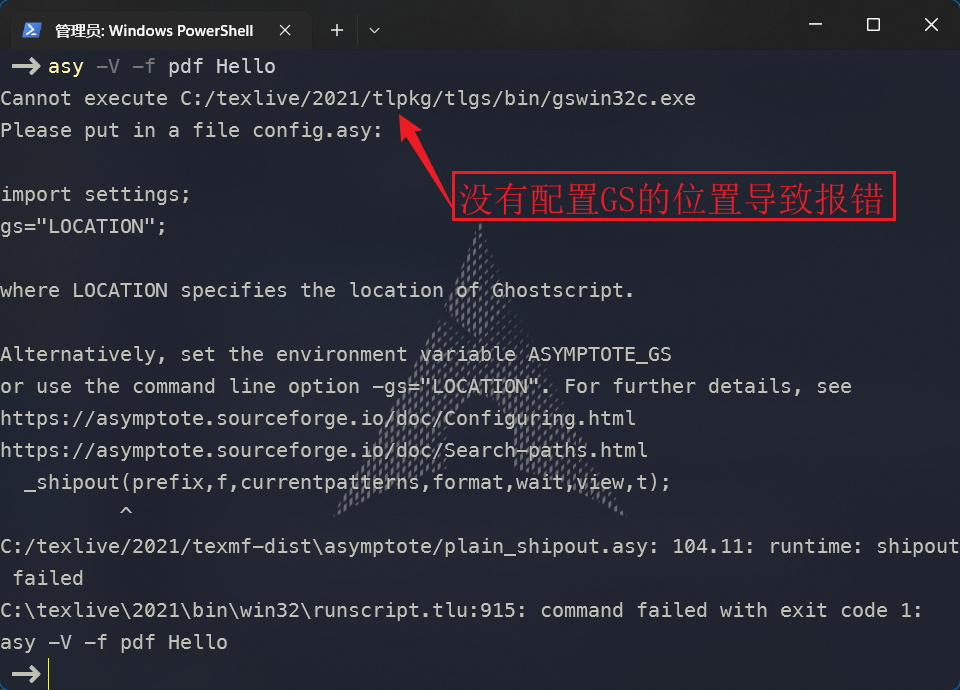 管理员: Windows PowerShell
asy -V -f pdf Hello
Cannot execute C:/texlive/2021/tlpkg/tlgs/bin/gswin32c.exe
Please put in a file config.asy:
没有配置GS的位置导致报错
import settings;
gs="LOCATION";
where LOCATION specifies the location of Ghostscript.
Alternatively, set the environment variable ASYMPTOTE_GS
or use the command line option -gs="LOCATION". For further details, see
https://asymptote.sourceforge.io/doc/Configuring.html
https://asymptote.sourceforge.io/doc/Search-paths.html
_shipout(prefix,f,currentpatterns,format,wait,view,t);
^
C:/texlive/2021/texmf-dist\asymptote/plain_shipout.asy: 104.11: runtime: shipout
failed
C:\texlive\2021\bin\win32\runscript.tlu:915: command failed with exit code 1:
asy -V -f pdf Hello